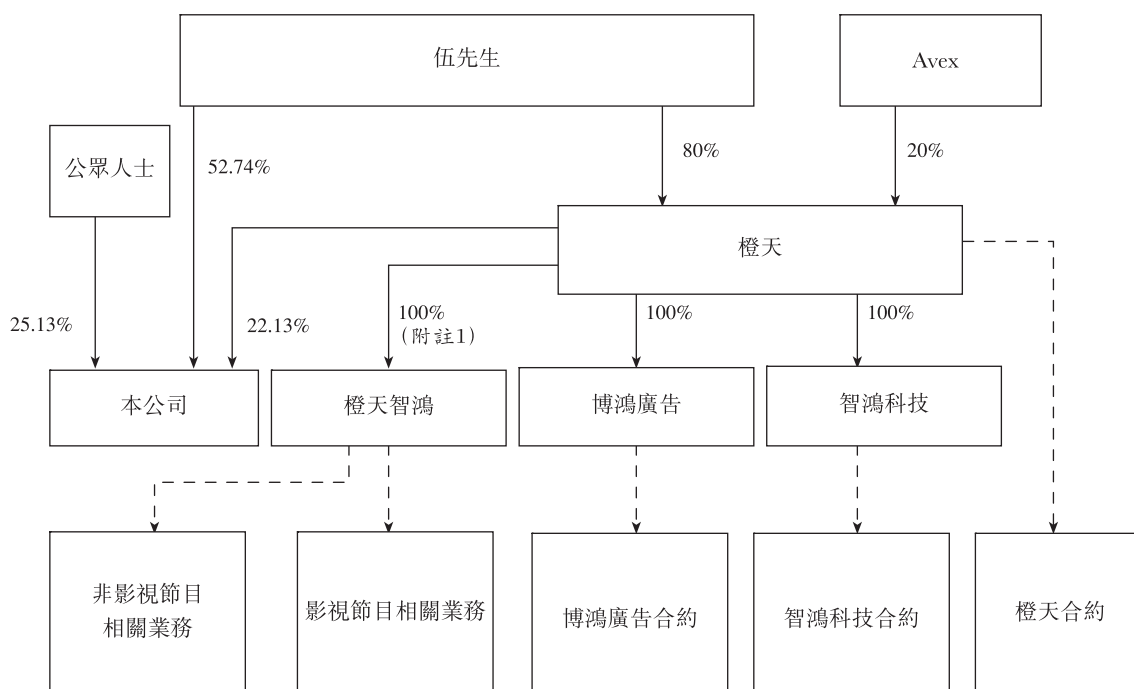 伍先生
Avex
公眾人士
52.74%
80%
20%
橙天
25.13%
22.13%
100%
(附註1)
100%
100%
本公司
橙天智鴻
博鴻廣告
智鴻科技
非影視節目
相關業務
影視節目相關業務
博鴻廣告合約
智鴻科技合約
橙天合約